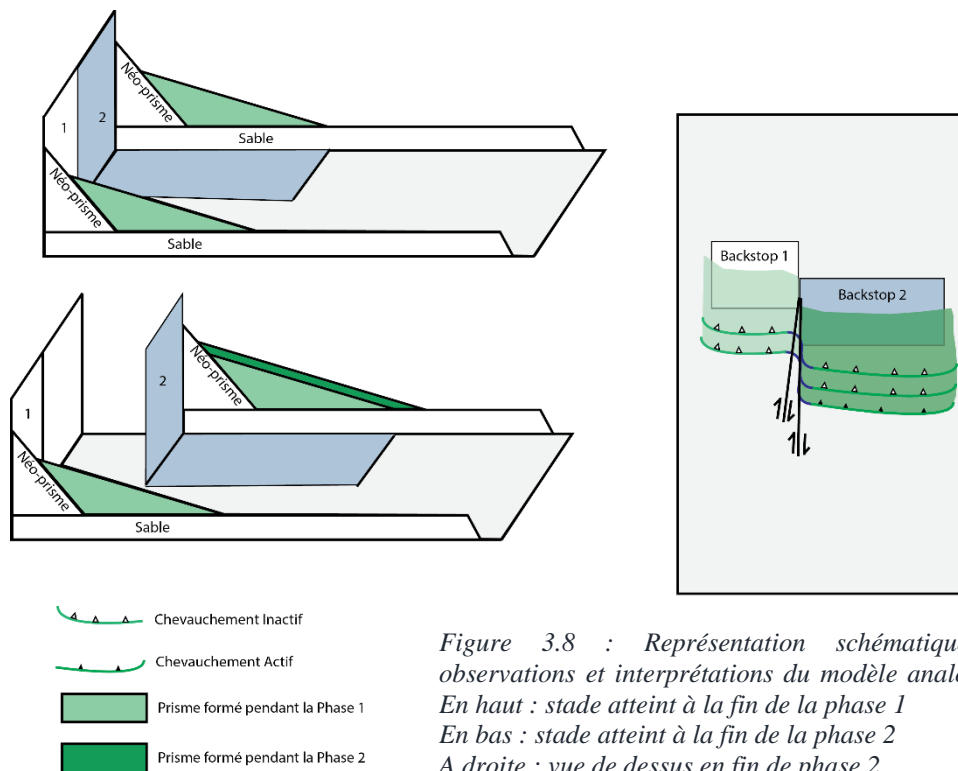 Néo-prisme
1
2
Sable
Néo-prisme
Sable
Backstop 1
Backstop 2
1
2
Néo-prisme
Néo-prisme
Sable
Chevauchement Inactif
Chevauchement Actif
Prisme formé pendant la Phase 1
Prisme formé pendant la Phase 2
Figure 3.8 : Représentation schématique
observations et interprétations du modèle
En haut : stade atteint à la fin de la phase 1
En bas : stade atteint à la fin de la phase 2
A droite : vue de dessus en fin de phase 2